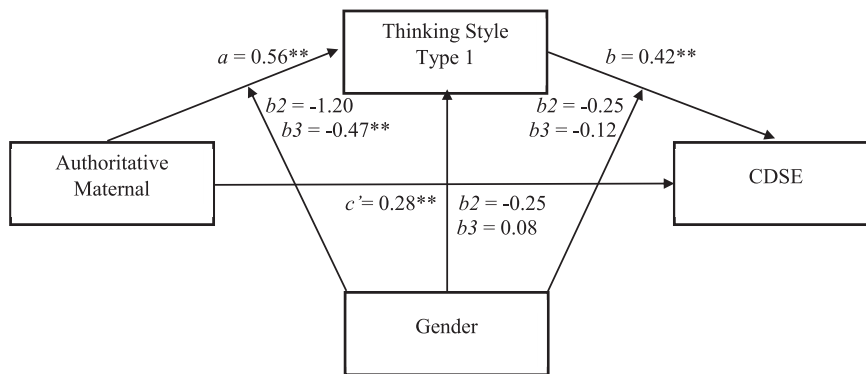 Thinking Style
Type 1
a = 0.56**
b = 0.42**
b2 = -1.20
b3 = -0.47**
b2 = -0.25
b3 = -0.12
Authoritative
Maternal
CDSE
c’= 0.28**
b2 = -0.25
b3 = 0.08
Gender